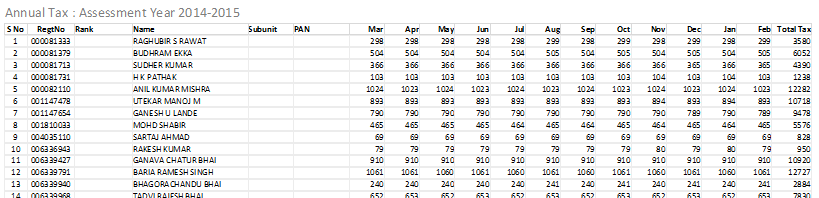 Annual Tax : Assessment Year 2014-2015
S No RegtNo Rank Name Subunit PAN Mar Apr May Jun Jul Aug Sep Oct Nov Dec Jan Feb Total Tax
1 000081333 RAGHUBIR S RAWAT 298 298 298 298 298 299 298 299 298 299 298 299 3580
2 000081379 BUDHRAM EKKA 504 504 504 504 504 505 504 505 504 505 504 505 6052
3 000081713 SUDHER KUMAR 366 366 366 366 366 366 366 366 366 365 366 365 4390
4 000081731 H K PATHAK 103 103 103 103 103 103 103 103 104 103 104 103 1238
5 000082110 ANIL KUMAR MISHRA 1024 1023 1024 1023 1024 1023 1024 1023 1024 1023 1024 1023 12282
6 001147478 UTEKAR MANOJ M 893 893 893 893 893 893 893 893 894 893 894 893 10718
7 001147654 GANESH U LANDE 790 790 790 790 790 790 790 790 790 789 790 789 9478
8 001810033 MOHD SHABIR 465 465 465 464 465 464 465 464 465 464 465 465 5576
9 004035110 SARTAJ AHMAD 69 69 69 69 69 69 69 69 69 69 69 69 828
10 006336943 RAKESH KUMAR 79 79 79 79 79 79 79 79 80 79 80 79 950
11 006339427 GANAVA CHATUR BHAI 910 910 910 910 910 910 910 910 910 910 910 910 10920
12 006339791 BARIA RAMESH SINGH 1061 1060 1061 1060 1061 1060 1061 1060 1061 1060 1061 1060 12727
13 006339940 BHAGORA CHANDU BHAI 240 240 240 240 241 240 241 240 241 240 241 240 2884
14 006339968 TADVI RAJESH BHAI 652 653 652 653 652 653 652 653 652 653 652 653 7830